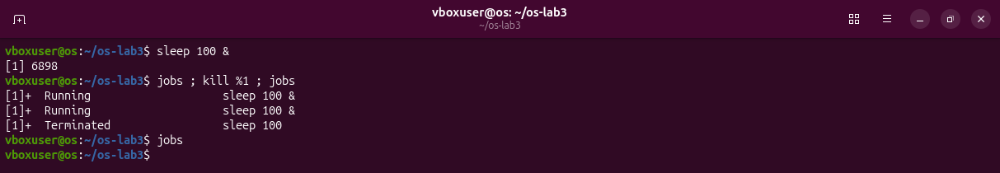 vboxuser@os: ~/os-lab3
~/os-lab3
vboxuser@os:~/os-lab3$ sleep 100 &
[1] 6898
vboxuser@os:~/os-lab3$ jobs ; kill %1 ; jobs
[1]+  Running                    sleep 100 &
[1]+  Running                    sleep 100 &
[1]+  Terminated                 sleep 100
vboxuser@os:~/os-lab3$ jobs
vboxuser@os:~/os-lab3$